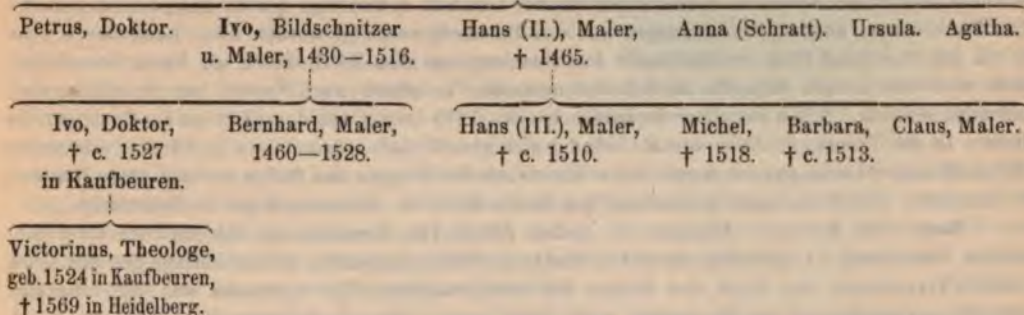 Petrus, Doktor. Ivo, Bildschnitzer Hans (II.), Maler, Anna (Schratt). Ursula. Agatha.
u. Maler, 1430—1516. † 1465.
Ivo, Doktor, Bernhard, Maler, Hans (III.), Maler, Michel, Barbara, Claus, Maler.
† c. 1527 1460—1528. † c. 1510. † 1518. † c. 1513.
in Kaufbeuren.
Victorinus, Theologe,
geb. 1524 in Kaufbeuren,
† 1569 in Heidelberg.